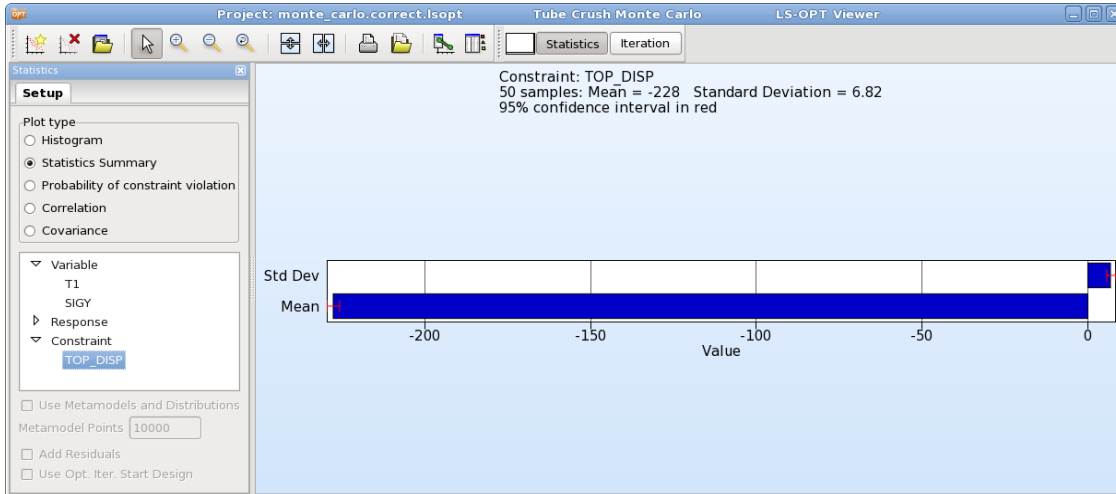 Project: monte_carlo.correct.lsopt Tube Crush Monte Carlo LS-OPT Viewer
Statistics Iteration
Statistics
Setup
Plot type
Histogram
Statistics Summary
Probability of constraint violation
Correlation
Covariance
Variable
T1
SIGY
Response
Constraint
TOP_DISP
Use Metamodels and Distributions
Metamodel Points 10000
Add Residuals
Use Opt. Iter. Start Design
Constraint: TOP_DISP
50 samples: Mean = -228 Standard Deviation = 6.82
95% confidence interval in red
Std Dev
Mean
-200 -150 -100 -50 0
Value